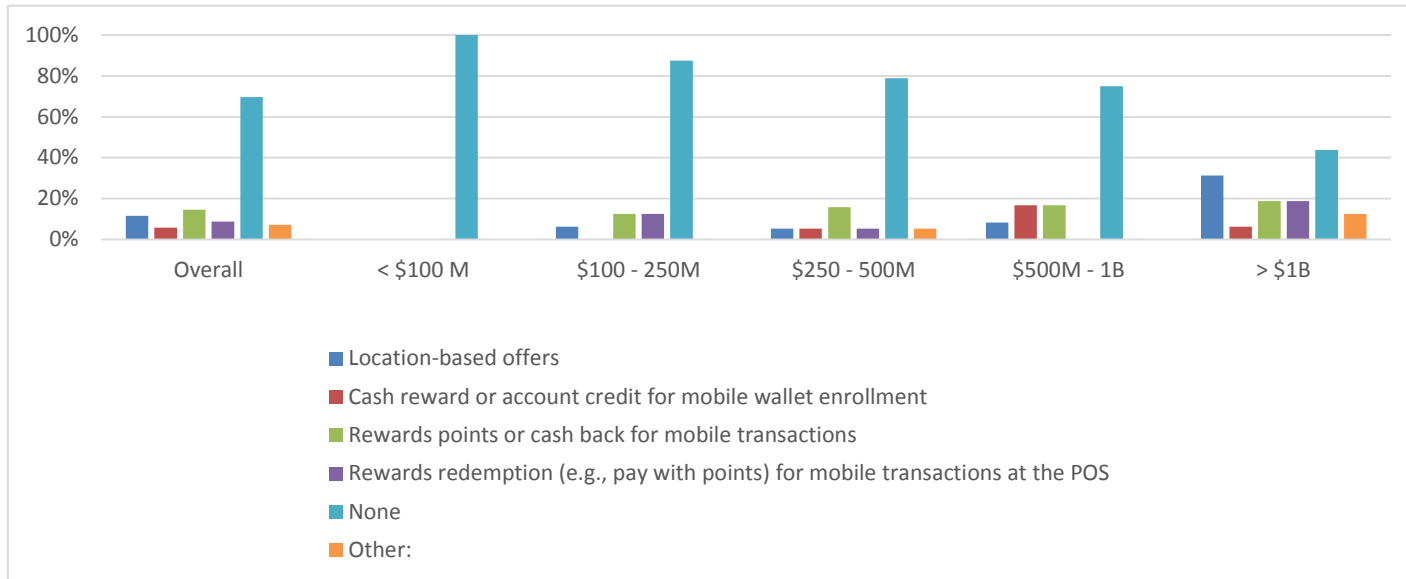 100%
80%
60%
40%
20%
0%
Overall < $100 M $100 - 250M $250 - 500M $500M - 1B > $1B
Location-based offers
Cash reward or account credit for mobile wallet enrollment
Rewards points or cash back for mobile transactions
Rewards redemption (e.g., pay with points) for mobile transactions at the POS
None
Other: